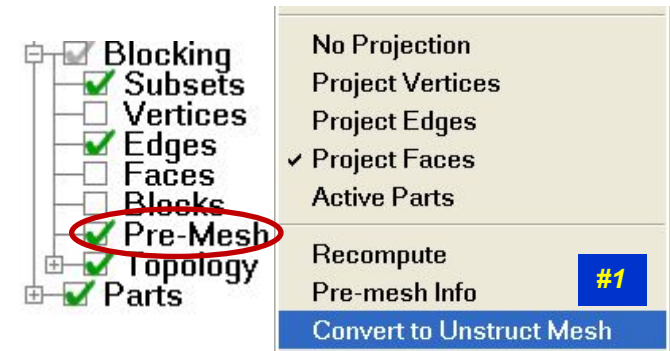 Blocking
Subsets
Vertices
Edges
Faces
Blocks
Pre-Mesh
Topology
Parts
No Projection
Project Vertices
Project Edges
Project Faces
Active Parts
Recompute
Pre-mesh Info
#1
Convert to Unstruct Mesh